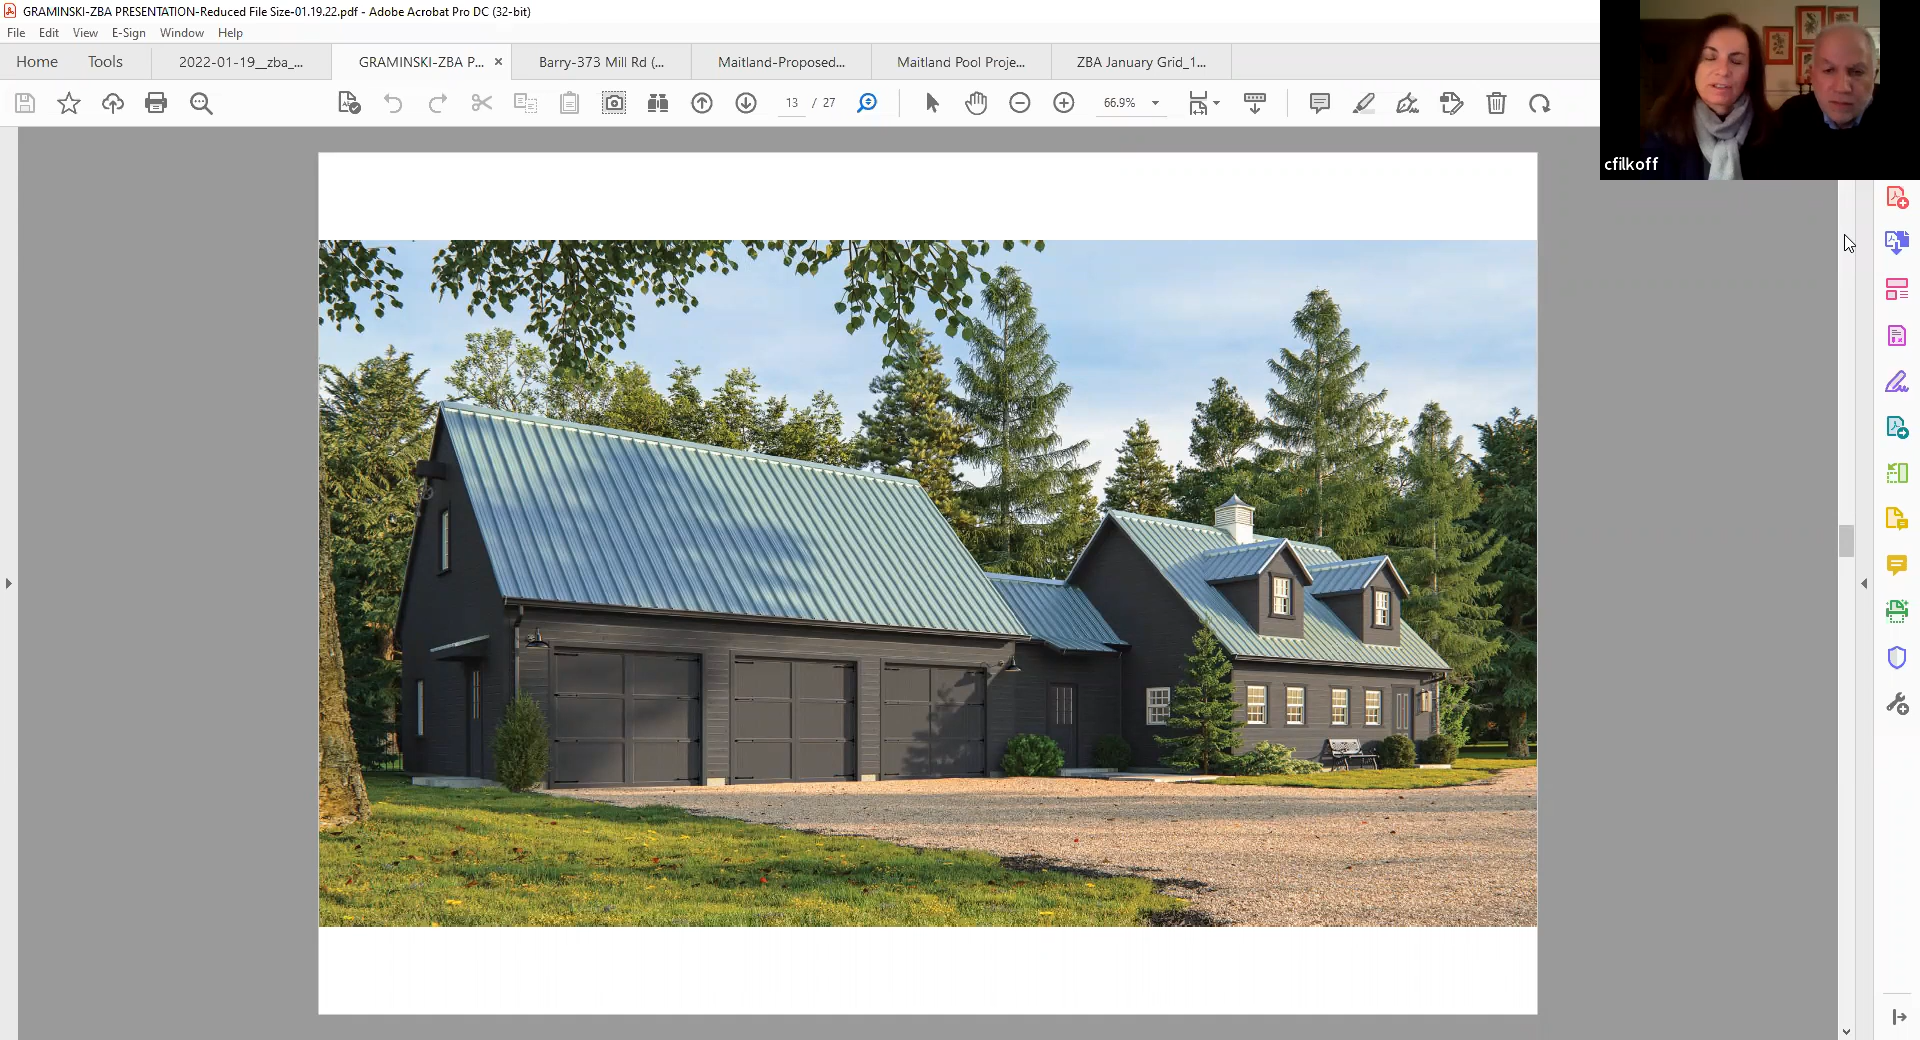 GRAMINSKI-ZBA PRESENTATION-Reduced File Size-01.19.22.pdf - Adobe Acrobat Pro DC (32-bit)
File Edit View E-Sign Window Help
Home Tools 2022-01-19__zba_... GRAMINSKI-ZBA P... × Barry-373 Mill Rd (... Maitland-Proposed... Maitland Pool Proje... ZBA January Grid_1...
13 / 27 66.9%
cfilkoff